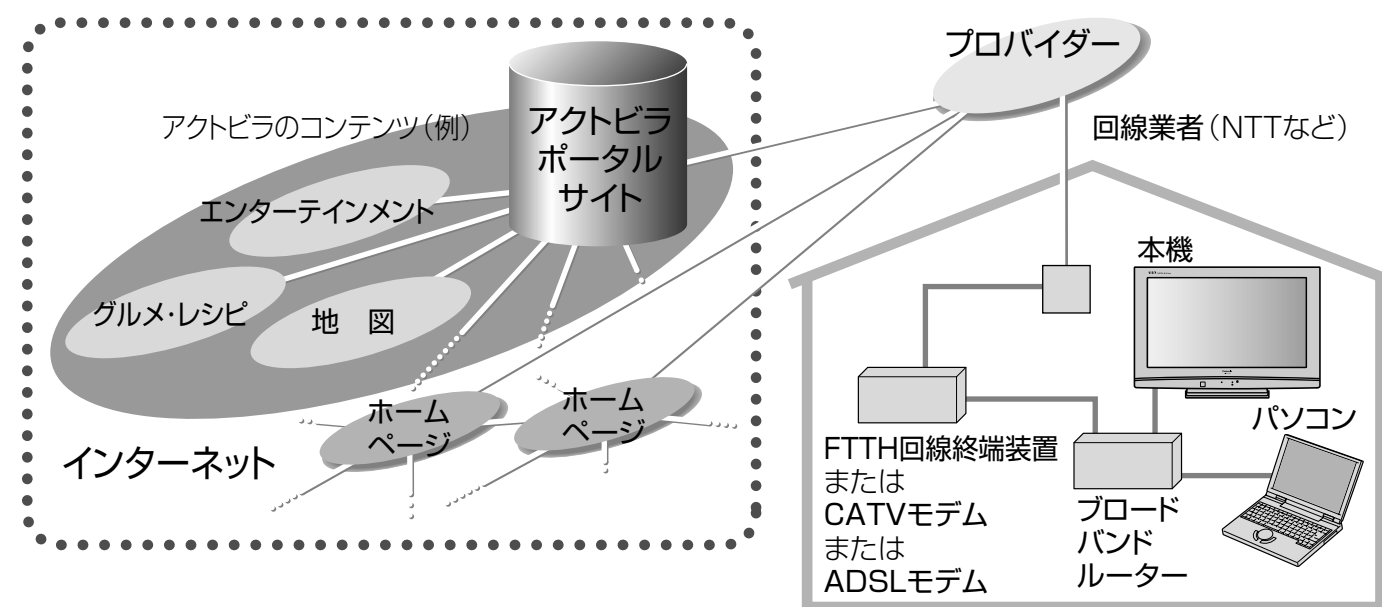 プロバイダー
アクトビラのコンテンツ（例）
アクトビラ
ポータル
サイト
回線業者（NTTなど）
エンターテインメント
本機
グルメ・レシピ
地　図
ホーム
ページ
ホーム
ページ
インターネット
パソコン
FTTH回線終端装置
または
CATVモデム
または
ADSLモデム
ブロード
バンド
ルーター